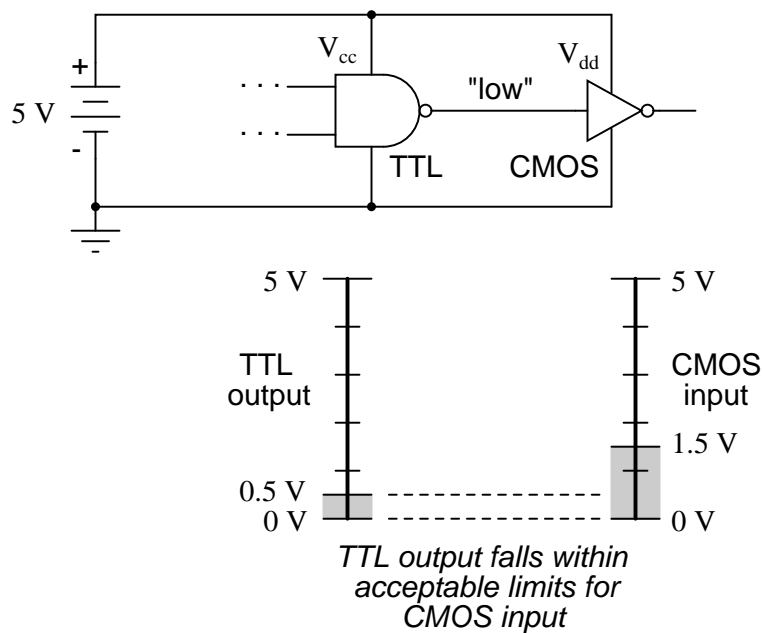 V_cc
V_dd
+
"low"
5 V
. . .
. . .
-
TTL
CMOS
5 V
5 V
TTL
output
CMOS
input
1.5 V
0.5 V
0 V
0 V
TTL output falls within
acceptable limits for
CMOS input